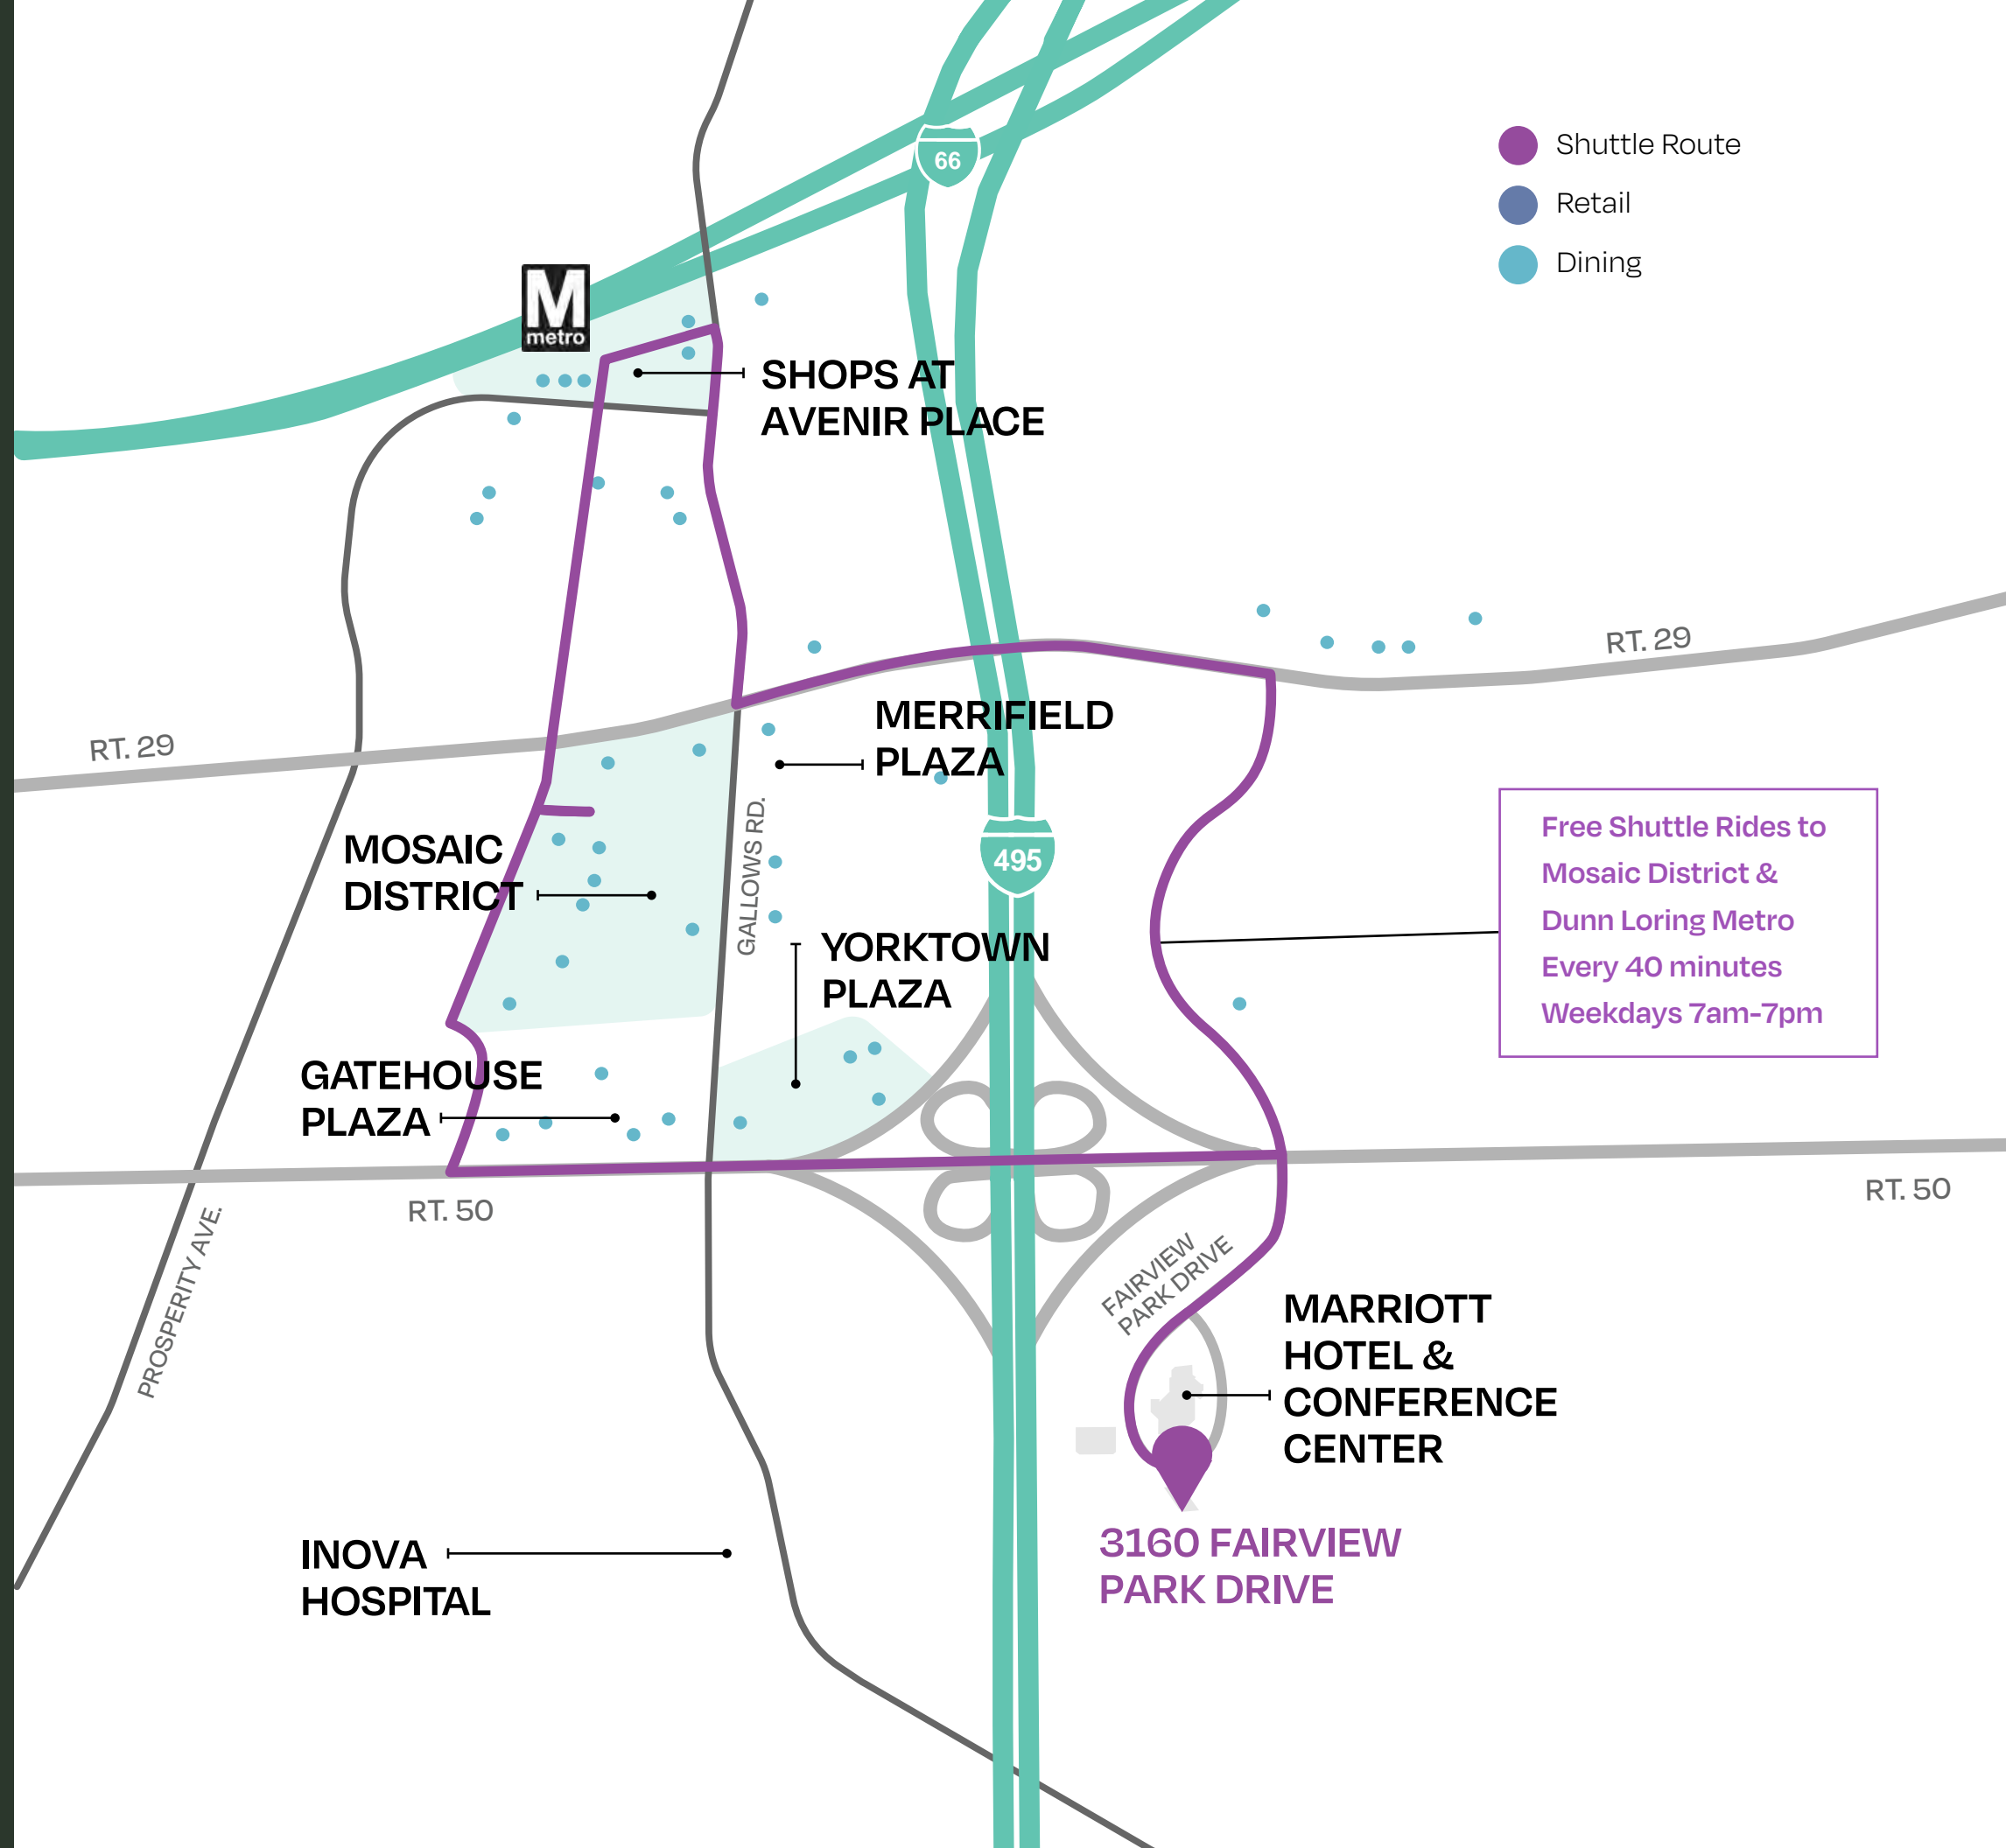 66
Shuttle Route
Retail
Dining
M
metro
SHOPS AT
AVENIR PLACE
RT. 29
RT. 29
MERRIFIELD
PLAZA
GALLOWS RD.
MOSAIC
DISTRICT
495
Free Shuttle Rides to
Mosaic District &
Dunn Loring Metro
Every 40 minutes
Weekdays 7am-7pm
YORKTOWN
PLAZA
GATEHOUSE
PLAZA
RT. 50
RT. 50
PROSPERITY AVE.
FAIRVIEW
PARK DRIVE
MARRIOTT
HOTEL &
CONFERENCE
CENTER
3160 FAIRVIEW
PARK DRIVE
INOVA
HOSPITAL